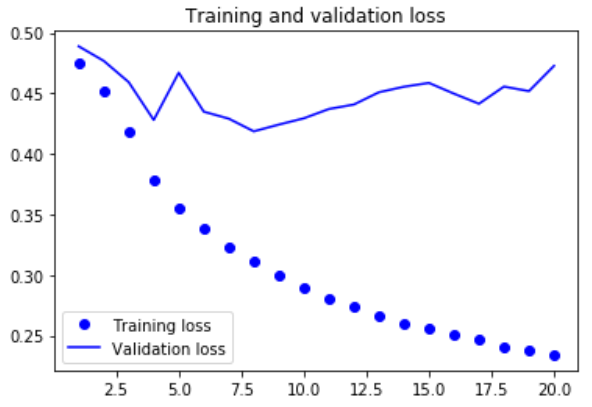 Training and validation loss
0.50
0.45
0.40
0.35
0.30
0.25
Training loss
Validation loss
2.5 5.0 7.5 10.0 12.5 15.0 17.5 20.0